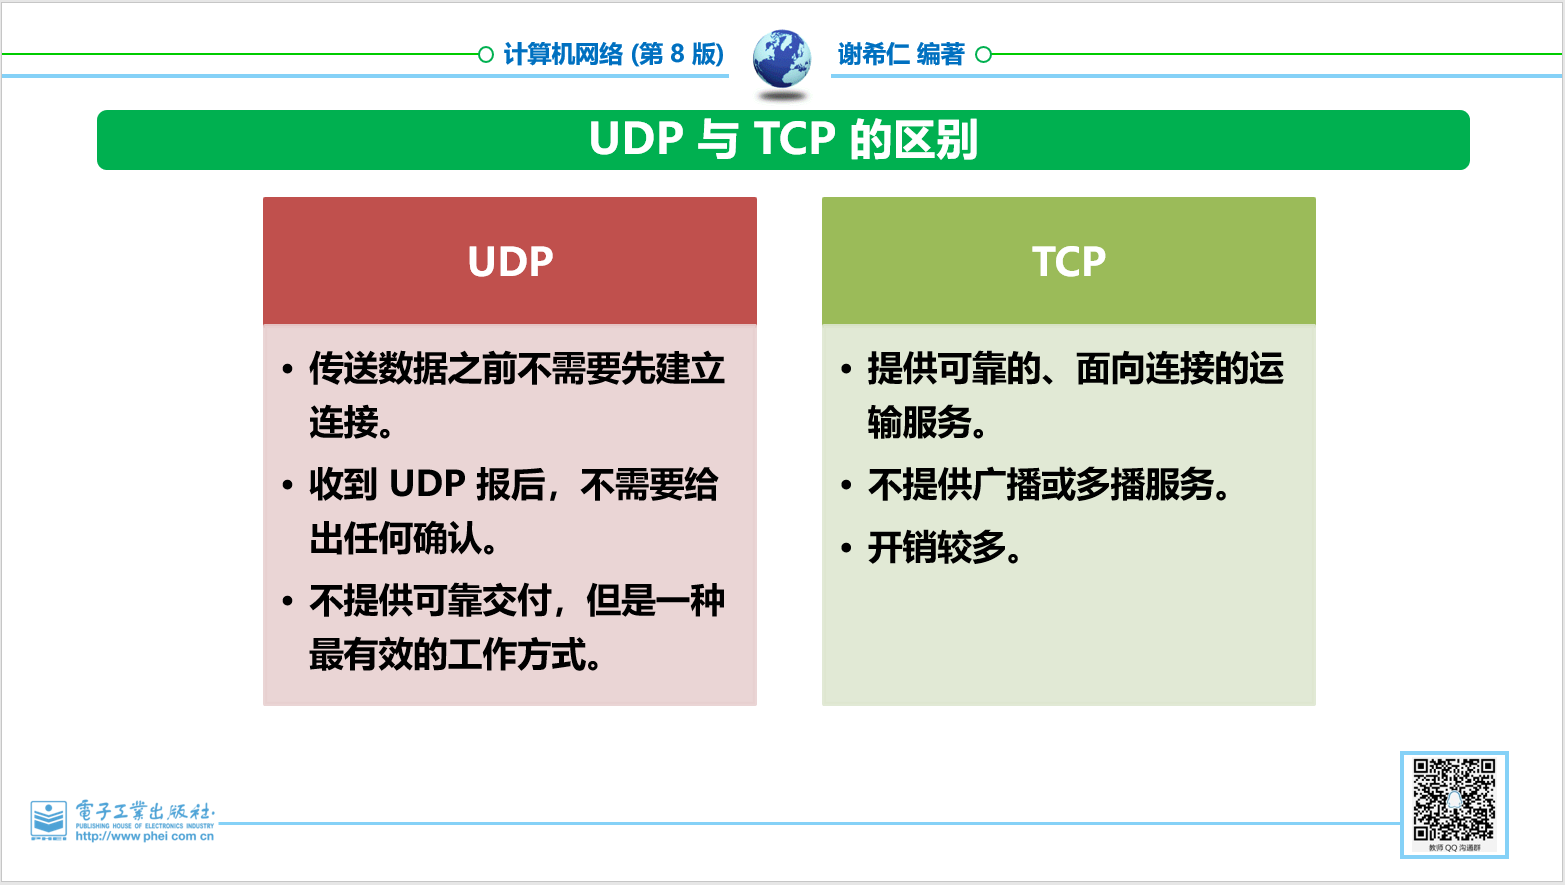 计算机网络 (第 8 版)
谢希仁 编著
UDP 与 TCP 的区别
UDP
• 传送数据之前不需要先建立
连接。
• 收到 UDP 报后，不需要给
出任何确认。
• 不提供可靠交付，但是一种
最有效的工作方式。
TCP
• 提供可靠的、面向连接的运
输服务。
• 不提供广播或多播服务。
• 开销较多。
電子工業出版社
PUBLISHING HOUSE OF ELECTRONICS INDUSTRY
PHEI
http://www phei com cn
教师 QQ 沟通群